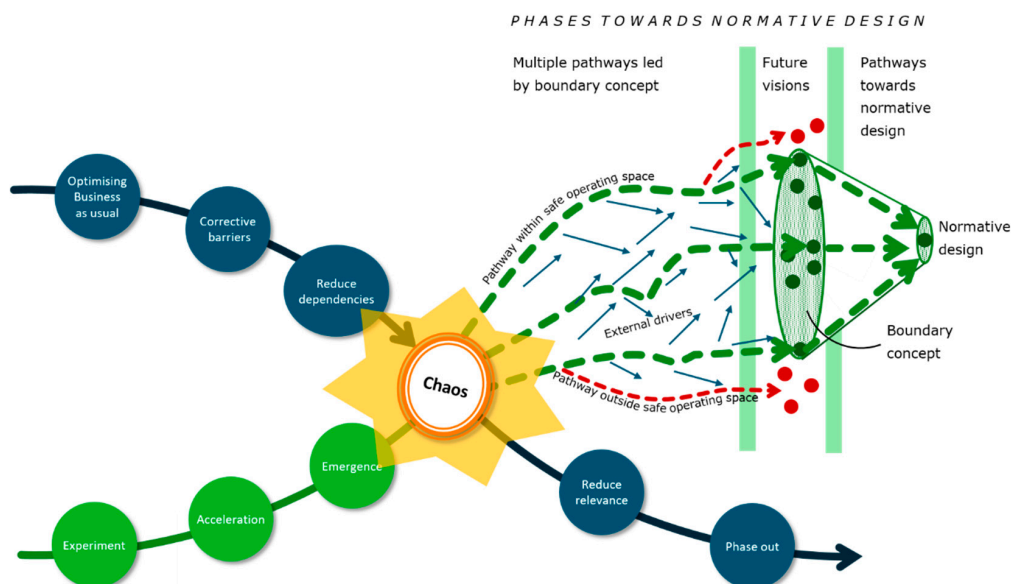 PHASES TOWARDS NORMATIVE DESIGN
Multiple pathways led
by boundary concept
Future
visions
Pathways
towards
normative
design
Optimising
Business
as usual
Corrective
barriers
Reduce
dependencies
Chaos
Pathway within safe operating space
External drivers
Pathway outside safe operating space
Normative
design
Boundary
concept
Emergence
Acceleration
Experiment
Reduce
relevance
Phase out